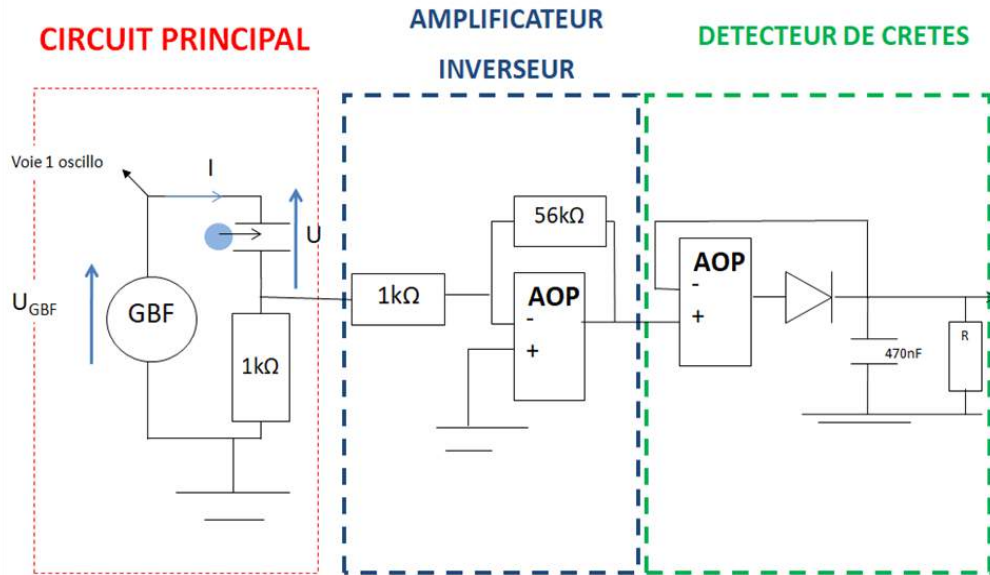 CIRCUIT PRINCIPAL
AMPLIFICATEUR
INVERSEUR
DETECTEUR DE CRETES
Voie 1 oscillo
I
U
UGBF
GBF
1kΩ
1kΩ
56kΩ
AOP
-
+
AOP
-
+
470nF
R